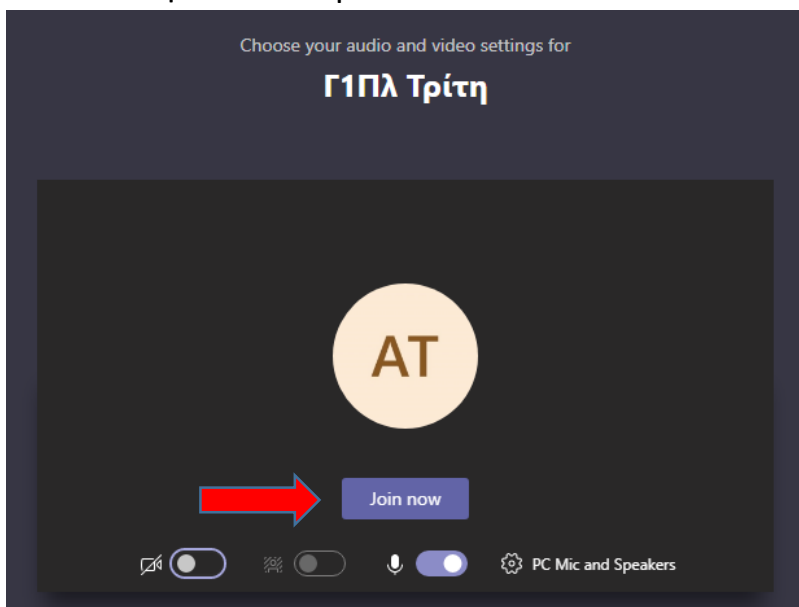 Choose your audio and video settings for
Γ1Πλ Τρίτη
AT
Join now
PC Mic and Speakers